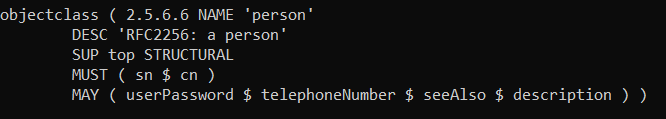 objectclass ( 2.5.6.6 NAME 'person'
        DESC 'RFC2256: a person'
        SUP top STRUCTURAL
        MUST ( sn $ cn )
        MAY ( userPassword $ telephoneNumber $ seeAlso $ description ) )